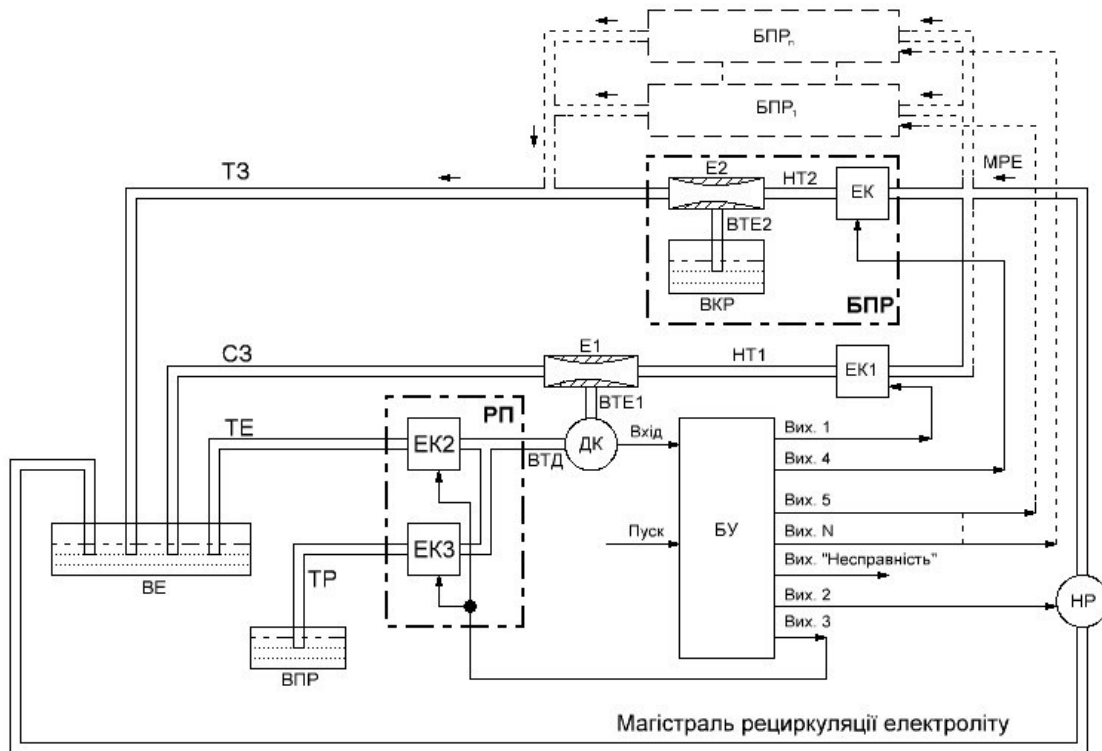 БПРn
БПР1
МРЕ
ТЗ
Е2
НТ2
ЕК
ВТЕ2
ВКР
БПР
СЗ
Е1
НТ1
ЕК1
ВТЕ1
РП
ТЕ
ЕК2
ВТД
ДК
Вхід
Вих. 1
Вих. 4
Вих. 5
Пуск
БУ
Вих. N
Вих. "Несправність"
ЕК3
ВЕ
ТР
Вих. 2
НР
Вих. 3
ВПР
Магістраль рециркуляції електроліту